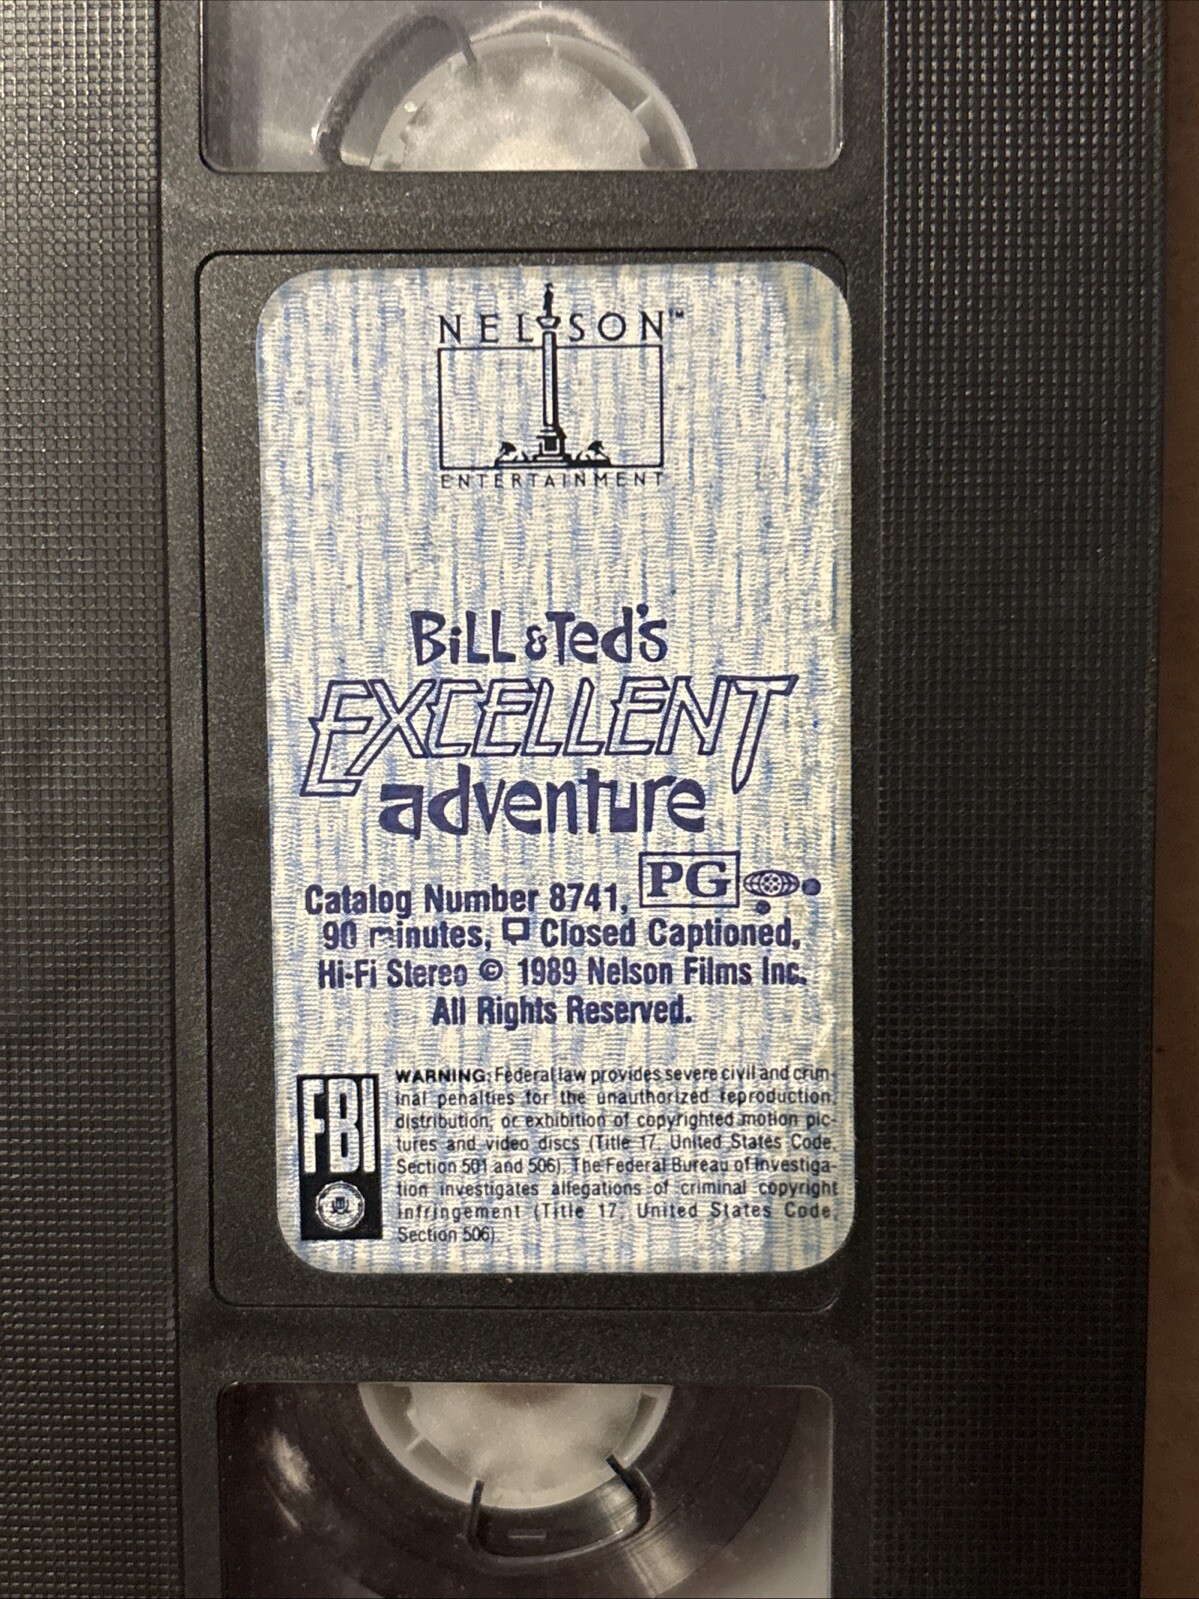 NELSON™
ENTERTAINMENT
BiLL & Ted's
EXCELLENT
adventure
Catalog Number 8741, PG
90 minutes, Closed Captioned,
Hi-Fi Stereo © 1989 Nelson Films Inc.
All Rights Reserved.
FBI
WARNING: Federal law provides severe civil and crim-
inal penalties for the unauthorized reproduction,
distribution, or exhibition of copyrighted motion pic-
tures and video discs (Title 17, United States Code,
Section 501 and 506). The Federal Bureau of Investiga-
tion investigates allegations of criminal copyright
infringement (Title 17, United States Code,
Section 506).